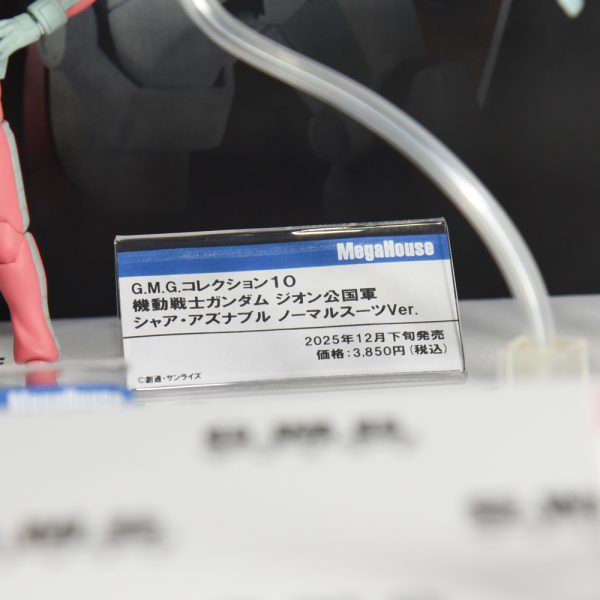 MegaHouse
G.M.G.コレクション10
機動戦士ガンダム ジオン公国軍
シャア・アズナブル ノーマルスーツVer.
2025年12月下旬発売
価格:3,850円(税込)
©創通・サンライズ
MegaHouse